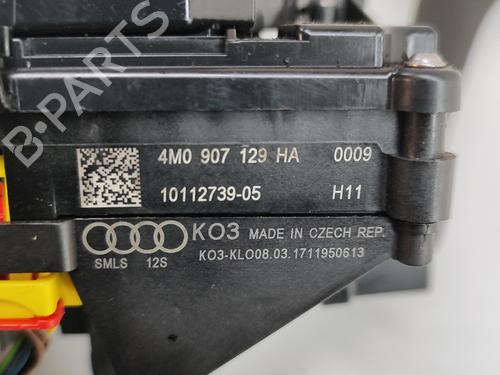 B-PARTS
4M0 907 129 HA 0009
10112739-05 H11
KO3 MADE IN CZECH REP.
SMLS 12S
KO3-KLO08.03.1711950613